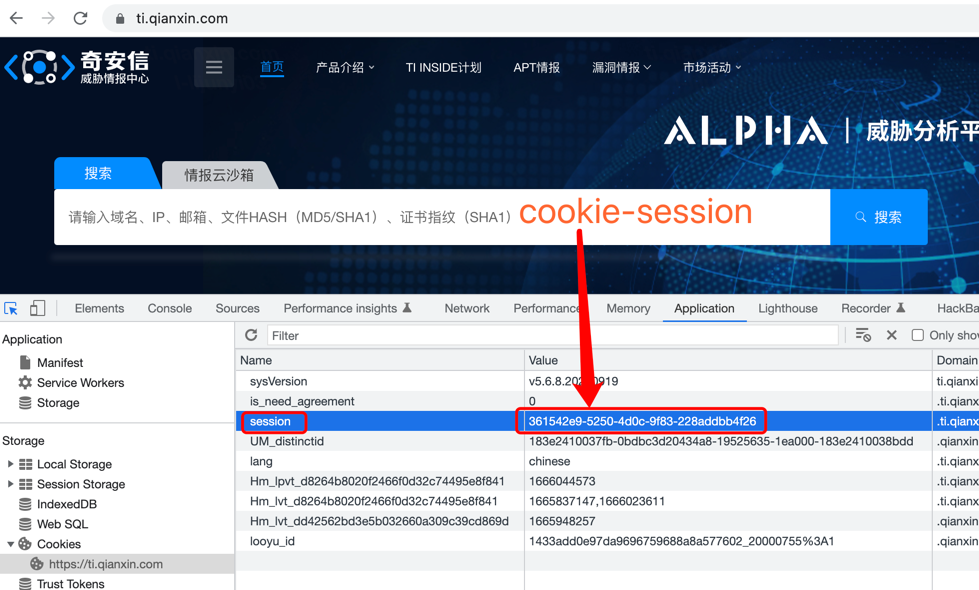 ti.qianxin.com
奇安信
威胁情报中心
首页 产品介绍 TI INSIDE计划 APT情报 漏洞情报 市场活动
ALPHA | 威胁分析平
搜索 情报云沙箱
请输入域名、IP、邮箱、文件HASH（MD5/SHA1）、证书指纹（SHA1） cookie-session 搜索
Elements Console Sources Performance insights Network Performance Memory Application Lighthouse Recorder HackBa
Application
Filter Only show
Name Value Domain
Manifest
Service Workers
Storage
sysVersion v5.6.8.20 0919 ti.qianx
is_need_agreement 0 .ti.qianx
session 361542e9-5250-4d0c-9f83-228addbb4f26 .ti.qianx
UM_distinctid 183e2410037fb-0bdbc3d20434a8-19525635-1ea000-183e2410038bdd .qianxin
lang chinese .ti.qianx
Hm_lpvt_d8264b8020f2466f0d32c74495e8f841 1666044573 .ti.qianx
Hm_lvt_d8264b8020f2466f0d32c74495e8f841 1665837147,1666023611 .ti.qianx
Hm_lvt_dd42562bd3e5b032660a309c39cd869d 1665948257 .qianxin
looyu_id 1433add0e97da9696759688a8a577602_20000755%3A1 .qianxin
Storage
Local Storage
Session Storage
IndexedDB
Web SQL
Cookies
https://ti.qianxin.com
Trust Tokens